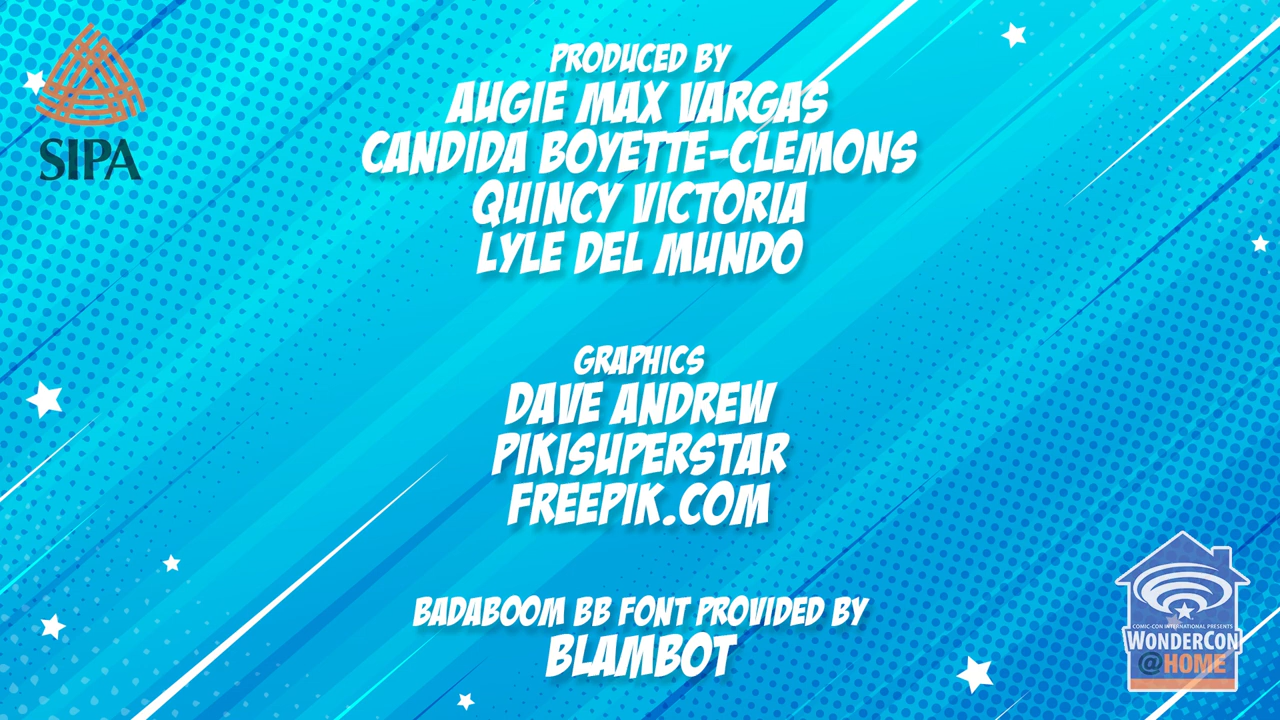 SIPA
PRODUCED BY
AUGIE MAX VARGAS
CANDIDA BOYETTE-CLEMONS
QUINCY VICTORIA
LYLE DEL MUNDO
GRAPHICS
DAVE ANDREW
PIKISUPERSTAR
FREEPIK.COM
BADABOOM BB FONT PROVIDED BY
BLAMBOT
COMIC-CON INTERNATIONAL PRESENTS
WONDERCON
@HOME